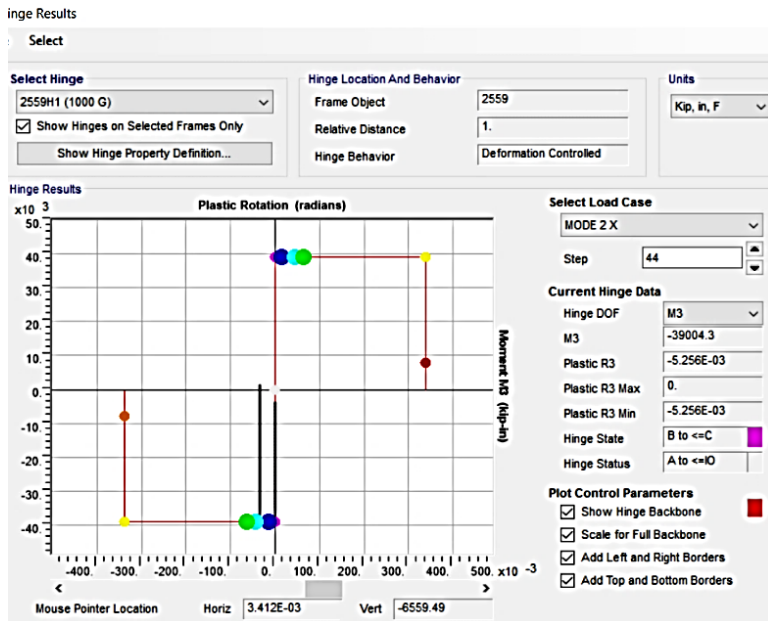 inge Results
Select
Select Hinge
2559H1 (1000 G)
Show Hinges on Selected Frames Only
Show Hinge Property Definition...
Hinge Location And Behavior
Frame Object 2559
Relative Distance 1.
Hinge Behavior Deformation Controlled
Units
Kip, in, F
Hinge Results
x10 3
Plastic Rotation (radians)
50.
40.
30.
20.
10.
0.
-10.
-20.
-30.
-40.
Moment M3 (kip-in)
-400. -300. -200. -100. 0. 100. 200. 300. 400. 500. x10 -3
Mouse Pointer Location Horiz 3.412E-03 Vert -6559.49
Select Load Case
MODE 2 X
Step 44
Current Hinge Data
Hinge DOF M3
M3 -39004.3
Plastic R3 -5.256E-03
Plastic R3 Max 0.
Plastic R3 Min -5.256E-03
Hinge State B to <=C
Hinge Status A to <=IO
Plot Control Parameters
Show Hinge Backbone
Scale for Full Backbone
Add Left and Right Borders
Add Top and Bottom Borders